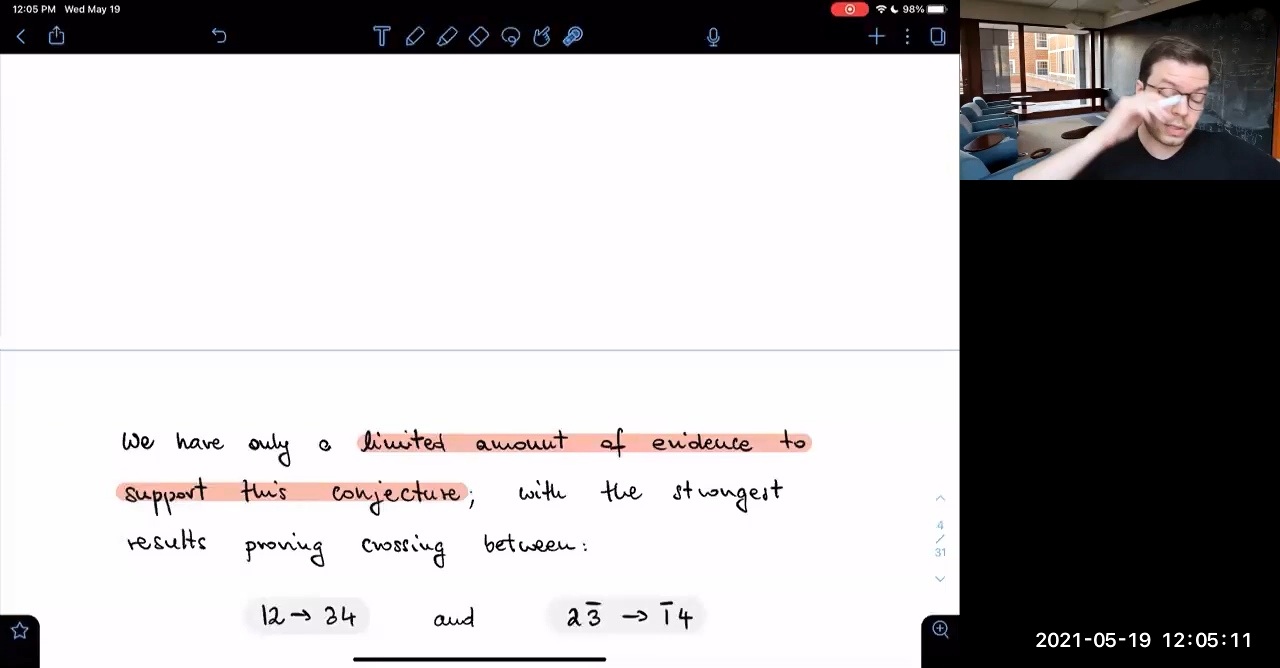 12:05 PM Wed May 19
98%
We have only a limited amount of evidence to
support this conjecture; with the strongest
results proving crossing between:
12 → 34 and 23̄ → 1̄4
4
/
31
2021-05-19 12:05:11